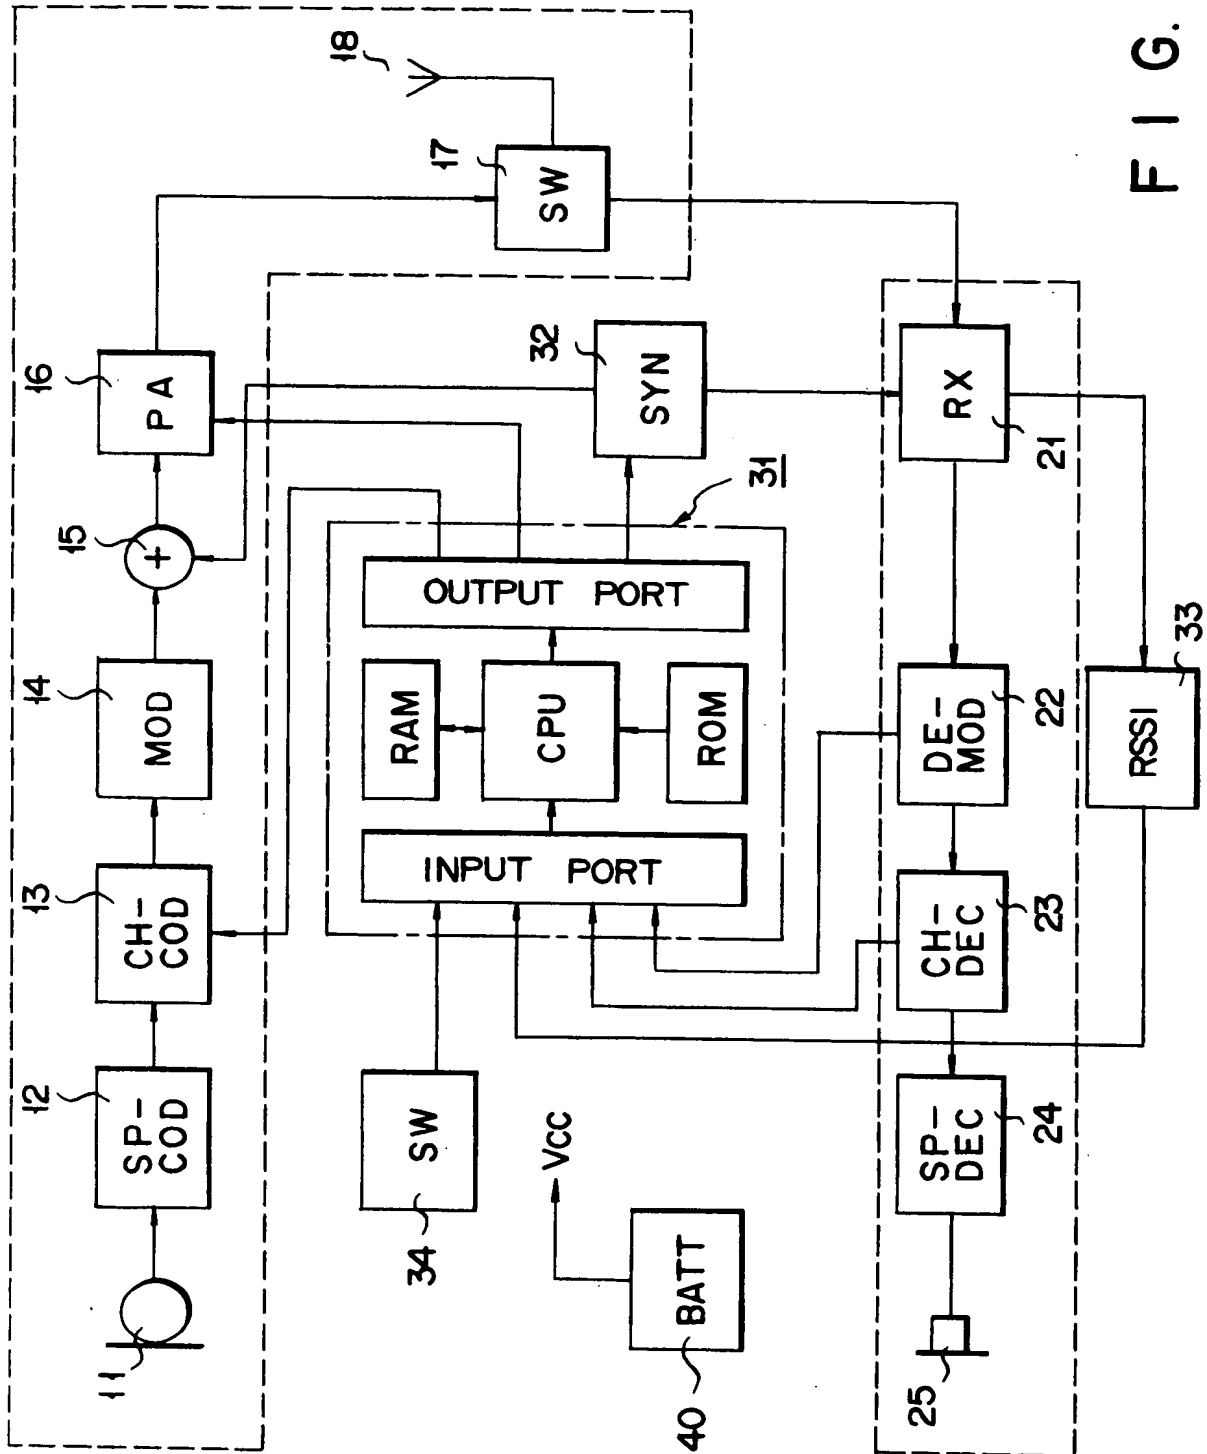 11
12
SP-
COD
13
CH-
COD
14
MOD
15
+
16
PA
17
SW
18
34
SW
31
INPUT PORT
RAM
CPU
ROM
OUTPUT PORT
32
SYN
40
BATT
VCC
25
24
SP-
DEC
23
CH-
DEC
22
DE-
MOD
21
RX
33
RSSI
FIG.